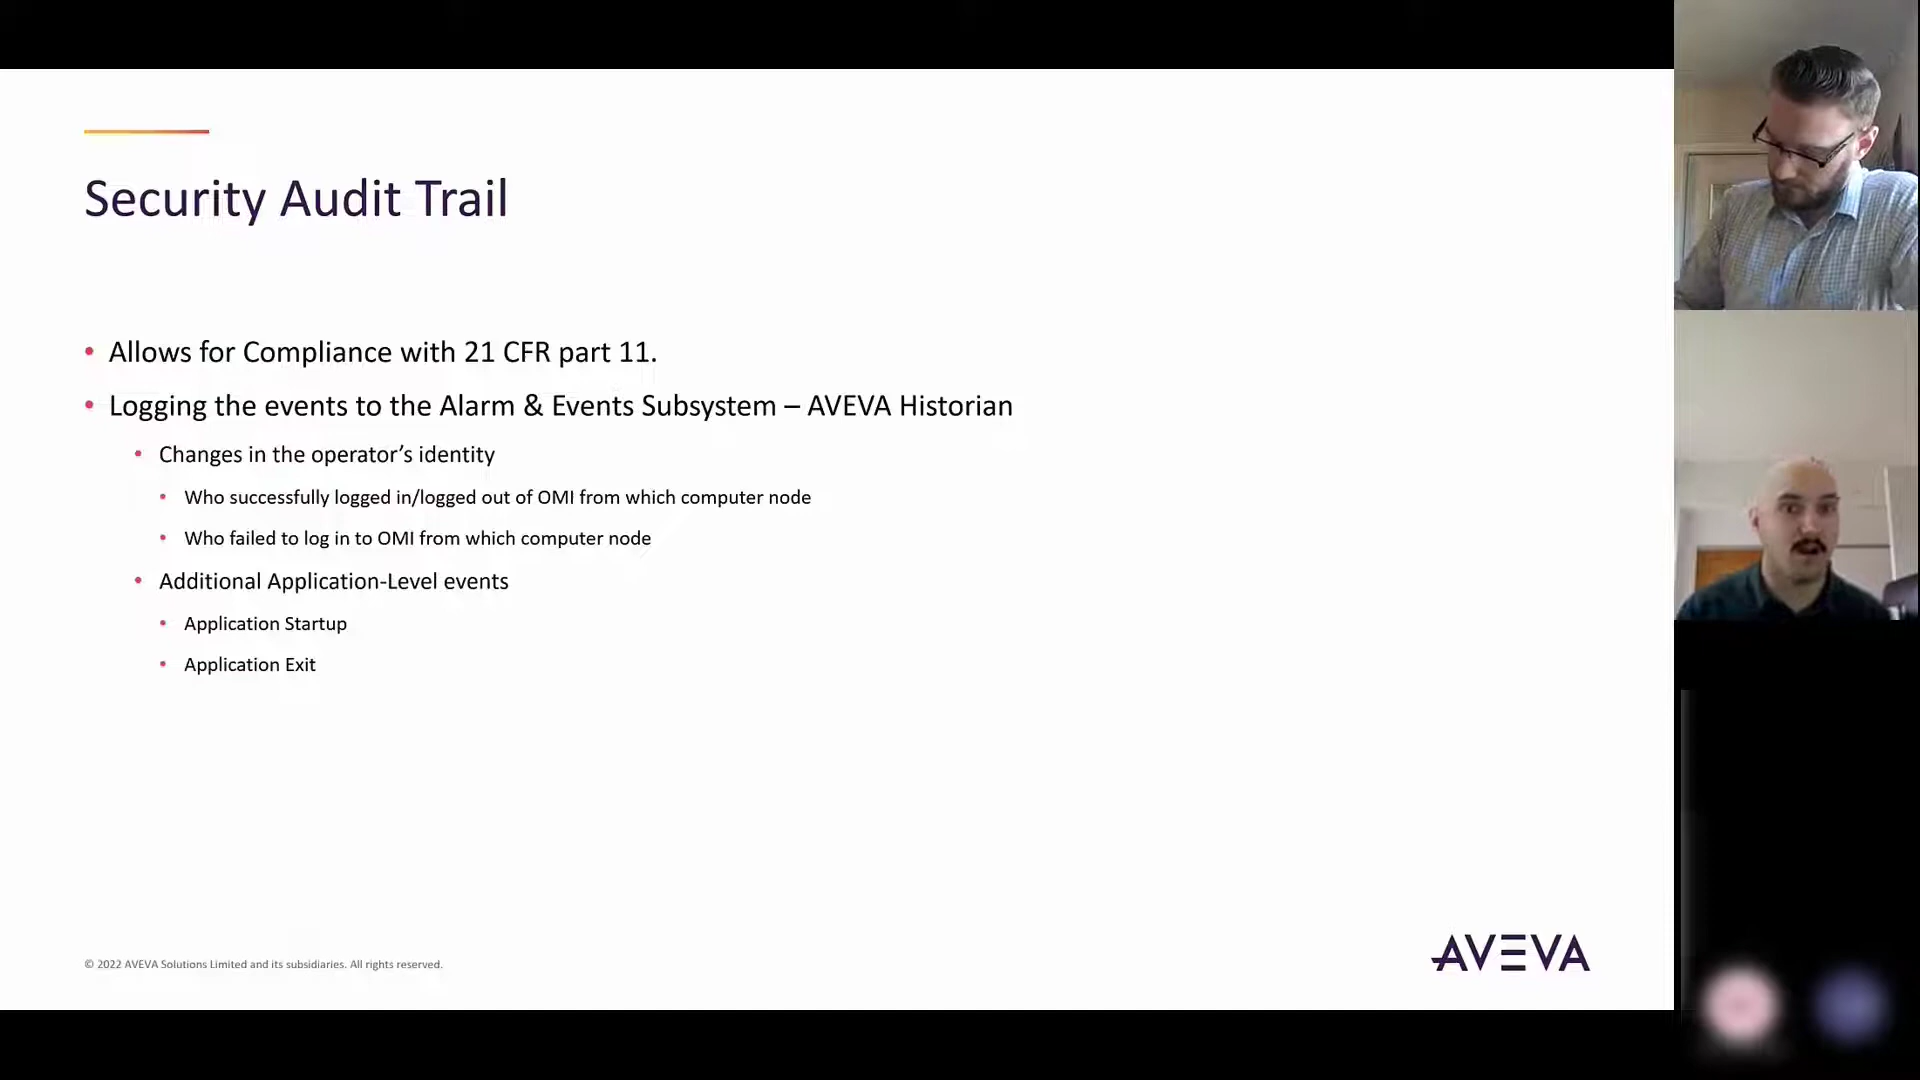 Security Audit Trail
• Allows for Compliance with 21 CFR part 11.
• Logging the events to the Alarm & Events Subsystem – AVEVA Historian
• Changes in the operator’s identity
• Who successfully logged in/logged out of OMI from which computer node
• Who failed to log in to OMI from which computer node
• Additional Application-Level events
• Application Startup
• Application Exit
© 2022 AVEVA Solutions Limited and its subsidiaries. All rights reserved.
AVEVA